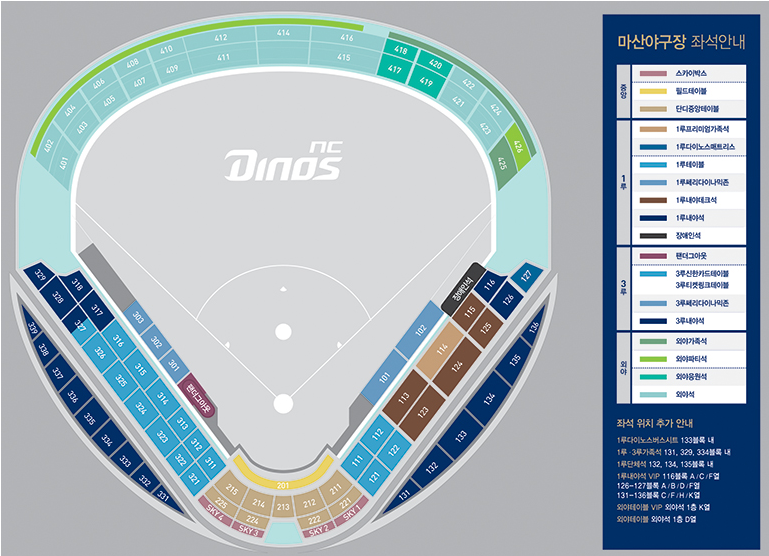 412
414
416
410
408
406
404
402
411
415
409
407
405
403
401
418
420
417
419
422
421
424
423
426
425
NC
DINOS
329
328
327
318
317
326
316
325
315
324
314
323
313
322
312
321
311
303
302
301
팬더그아웃
339
338
337
336
335
334
333
332
331
장애인석
116
127
126
115
125
114
124
113
123
112
122
111
121
102
101
136
135
134
133
132
131
201
215
214
213
212
211
225
224
222
221
SKY 4
SKY 3
SKY 2
SKY 1
마산야구장 좌석안내
중앙
스카이박스
필드테이블
단디중앙테이블
1루
1루프리미엄가족석
1루다이노스매트리스
1루테이블
1루쎄리다이나믹존
1루내야데크석
1루내야석
장애인석
3루
팬더그아웃
3루신한카드테이블
3루티켓링크테이블
3루쎄리다이나믹존
3루내야석
외야
외야가족석
외야파티석
외야응원석
외야석
좌석 위치 추가 안내
1루다이노스버스시트 133블록 내
1루 · 3루가족석 131, 329, 334블록 내
1루단체석 132, 134, 135블록 내
1루내야석 VIP 116블록 A / C / F열
126~127블록 A / B / D / F열
131~136블록 C / F / H / K열
외야테이블 VIP 외야석 1층 K열
외야테이블 외야석 1층 D열